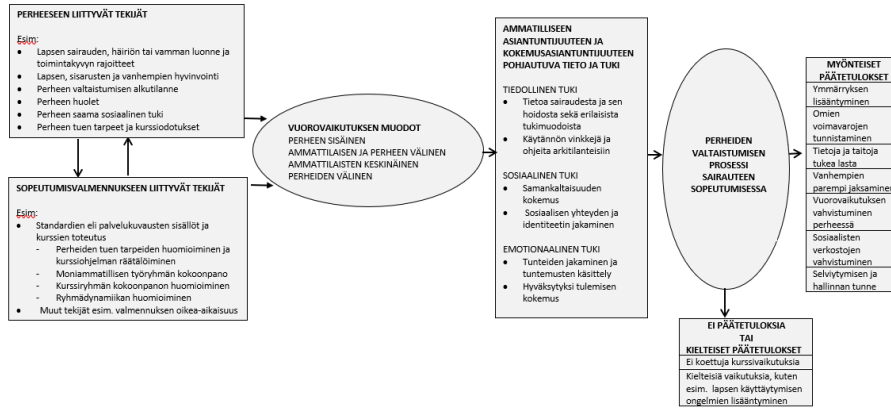 PERHEESEEN LIITTYVÄT TEKIJÄT
Esim:
• Lapsen sairauden, häiriön tai vamman luonne ja
toimintakyvyn rajoitteet
• Lapsen, sisarusten ja vanhempien hyvinvointi
• Perheen valtaistumisen alkutilanne
• Perheen huolet
• Perheen saama sosiaalinen tuki
• Perheen tuen tarpeet ja kurssiodotukset
SOPEUTUMISVALMENNUKSEEN LIITTYVÄT TEKIJÄT
Esim:
• Standardien eli palvelukuvausten sisällöt ja
kurssien toteutus
- Perheiden tuen tarpeiden huomioiminen ja
kurssiohjelman räätälöiminen
- Moniammatillisen työryhmän kokoonpano
- Kurssiryhmän kokoonpanon huomioiminen
- Ryhmädynamiikan huomioiminen
• Muut tekijät esim. valmennuksen oikea-aikaisuus
VUOROVAIKUTUKSEN MUODOT
PERHEEN SISÄINEN
AMMATTILAISEN JA PERHEEN VÄLINEN
AMMATTILAISTEN KESKINÄINEN
PERHEIDEN VÄLINEN
AMMATILLISEEN
ASIANTUNTIJUUTEEN JA
KOKEMUSASIANTUNTIJUUTEEN
POHJAUTUVA TIETO JA TUKI
TIEDOLLINEN TUKI
• Tietoa sairaudesta ja sen
hoidosta sekä erilaisista
tukimuodoista
• Käytännön vinkkejä ja
ohjeita arkitilanteisiin
SOSIAALINEN TUKI
• Samankaltaisuuden
kokemus
• Sosiaalisen yhteyden ja
identiteetin jakaminen
EMOTIONAALINEN TUKI
• Tunteiden jakaminen ja
tuntemusten käsittely
• Hyväksytyksi tulemisen
kokemus
PERHEIDEN
VALTAISTUMISEN
PROSESSI
SAIRAUTEEN
SOPEUTUMISESSA
MYÖNTEISET
PÄÄTETULOKSET
Ymmärryksen
lisääntyminen
Omien
voimavarojen
tunnistaminen
Tietoja ja taitoja
tukea lasta
Vanhempien
parempi jaksaminen
Vuorovaikutuksen
vahvistuminen
perheessä
Sosiaalisten
verkostojen
vahvistuminen
Selviytymisen ja
hallinnan tunne
EI PÄÄTETULOKSIA
TAI
KIELTEISET PÄÄTETULOKSET
Ei koettuja kurssivaikutuksia
Kielteisiä vaikutuksia, kuten
esim. lapsen käyttäytymisen
ongelmien lisääntyminen